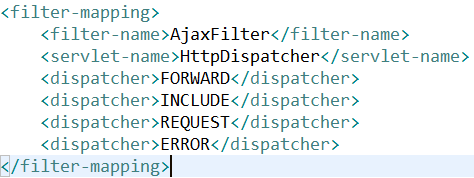 <filter-mapping>
    <filter-name>AjaxFilter</filter-name>
    <servlet-name>HttpDispatcher</servlet-name>
    <dispatcher>FORWARD</dispatcher>
    <dispatcher>INCLUDE</dispatcher>
    <dispatcher>REQUEST</dispatcher>
    <dispatcher>ERROR</dispatcher>
</filter-mapping>